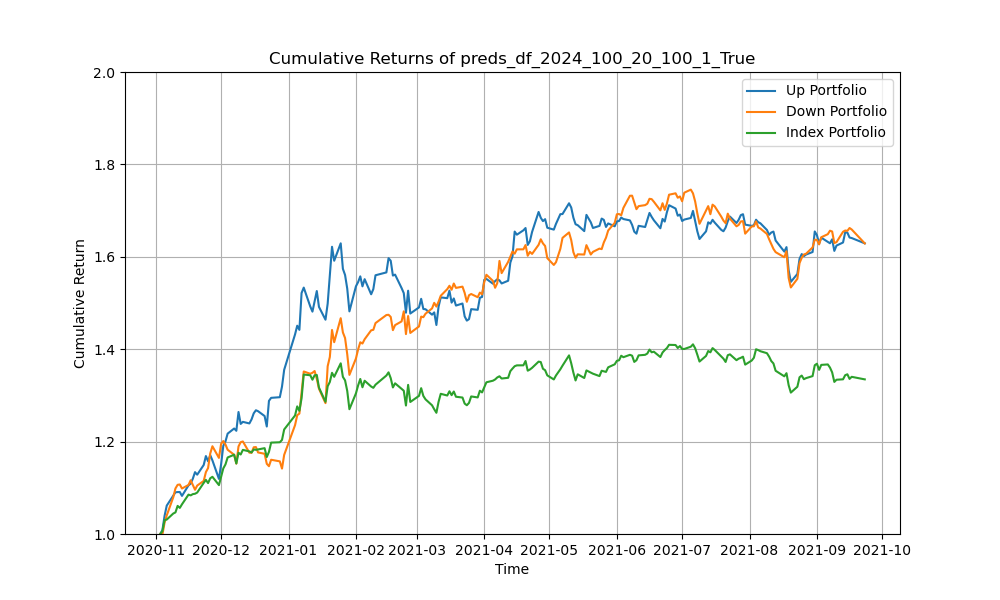 Cumulative Returns of preds_df_2024_100_20_100_1_True
Up Portfolio
Down Portfolio
Index Portfolio
Cumulative Return
2.0
1.8
1.6
1.4
1.2
1.0
2020-11 2020-12 2021-01 2021-02 2021-03 2021-04 2021-05 2021-06 2021-07 2021-08 2021-09 2021-10
Time